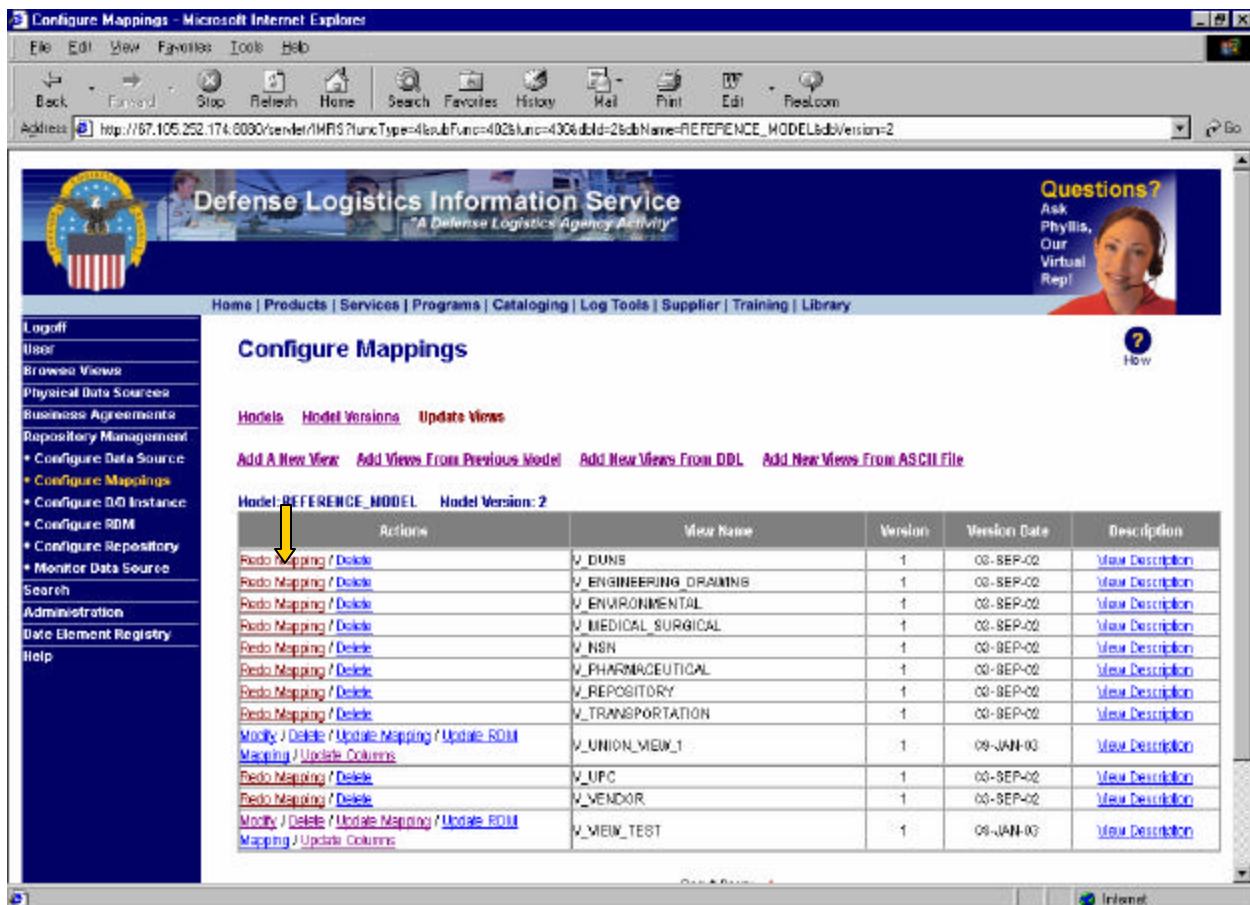 Configure Mappings - Microsoft Internet Explorer
File Edit View Favorites Tools Help
Back Forward Stop Refresh Home Search Favorites History Mail Print Edit Real.com
Address http://67.105.252.174:8080/servlet/IMRIS?funcType=4&subFunc=402&func=430&dbId=2&dbName=REFERENCE_MODEL&dbVersion=2 Go
Defense Logistics Information Service
"A Defense Logistics Agency Activity"
Questions?
Ask
Phyllis,
Our
Virtual
Rep!
Home | Products | Services | Programs | Cataloging | Log Tools | Supplier | Training | Library
Logoff
User
Browse Views
Physical Data Sources
Business Agreements
Repository Management
• Configure Data Source
• Configure Mappings
• Configure D/D Instance
• Configure RDM
• Configure Repository
• Monitor Data Source
Search
Administration
Date Element Registry
Help
Configure Mappings
?
How
Models Model Versions Update Views
Add A New View Add Views From Previous Model Add New Views From DDL Add New Views From ASCII File
Model: REFERENCE_MODEL Model Version: 2
Actions View Name Version Version Date Description
Redo Mapping / Delete V_DUNS 1 03-SEP-02 View Description
Redo Mapping / Delete V_ENGINEERING_DRAWING 1 03-SEP-02 View Description
Redo Mapping / Delete V_ENVIRONMENTAL 1 03-SEP-02 View Description
Redo Mapping / Delete V_MEDICAL_SURGICAL 1 03-SEP-02 View Description
Redo Mapping / Delete V_NSN 1 03-SEP-02 View Description
Redo Mapping / Delete V_PHARMACEUTICAL 1 03-SEP-02 View Description
Redo Mapping / Delete V_REPOSITORY 1 03-SEP-02 View Description
Redo Mapping / Delete V_TRANSPORTATION 1 03-SEP-02 View Description
Modify / Delete / Update Mapping / Update RDM Mapping / Update Columns V_UNION_VIEW_1 1 09-JAN-03 View Description
Redo Mapping / Delete V_UPC 1 03-SEP-02 View Description
Redo Mapping / Delete V_VENDOR 1 03-SEP-02 View Description
Modify / Delete / Update Mapping / Update RDM Mapping / Update Columns V_VIEW_TEST 1 09-JAN-03 View Description
Internet